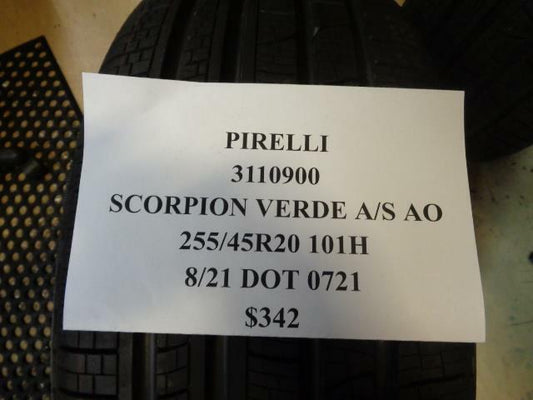 PIRELLI
3110900
SCORPION VERDE A/S AO
255/45R20 101H
8/21 DOT 0721
$342